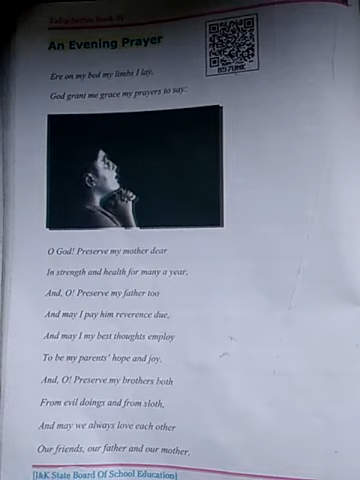 Tulip Series Book-VI
An Evening Prayer
Ere on my bed my limbs I lay,
God grant me grace my prayers to say:
O God! Preserve my mother dear
In strength and health for many a year,
And, O! Preserve my father too
And may I pay him reverence due,
And may I my best thoughts employ
To be my parents' hope and joy.
And, O! Preserve my brothers both
From evil doings and from sloth,
And may we always love each other
Our friends, our father and our mother,
[J&K State Board Of School Education]